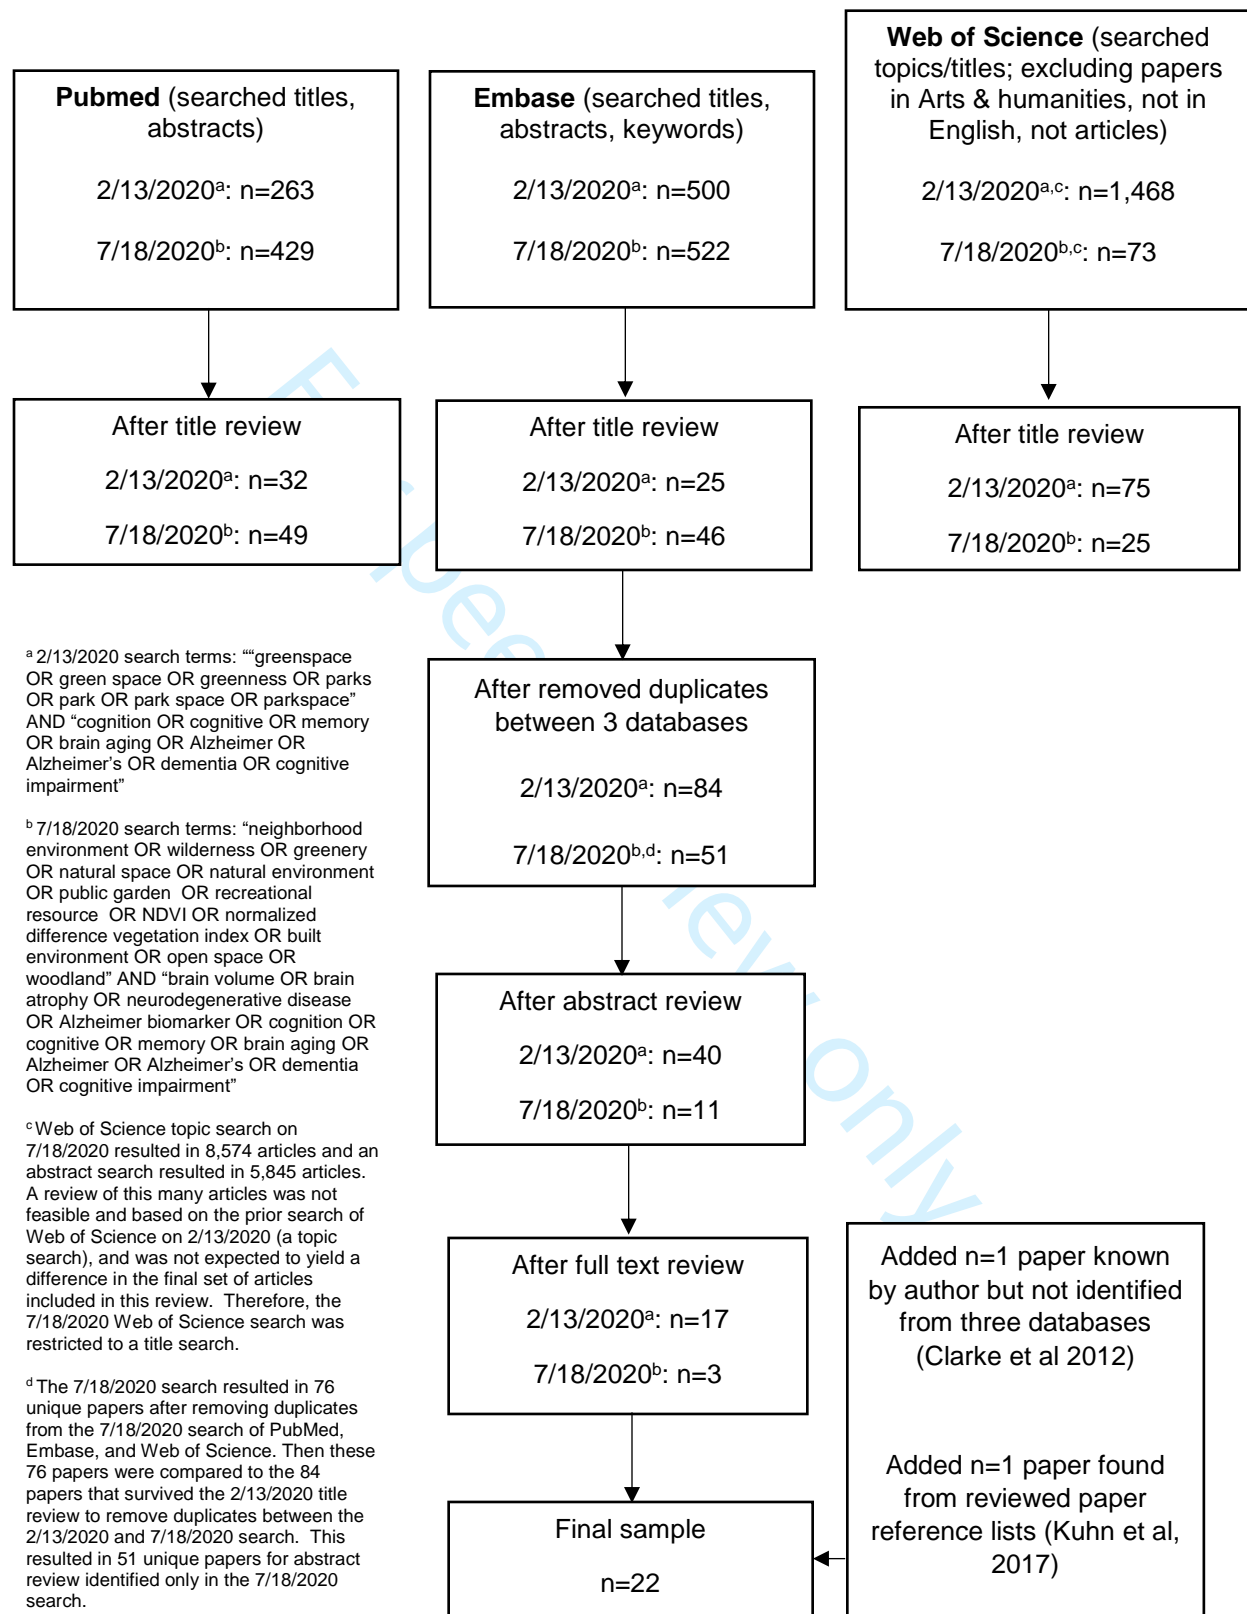 Pubmed (searched titles,
abstracts)
2/13/2020a: n=263
7/18/2020b: n=429
Embase (searched titles,
abstracts, keywords)
2/13/2020a: n=500
7/18/2020b: n=522
Web of Science (searched
topics/titles; excluding papers
in Arts & humanities, not in
English, not articles)
2/13/2020a,c: n=1,468
7/18/2020b,c: n=73
After title review
2/13/2020a: n=32
7/18/2020b: n=49
After title review
2/13/2020a: n=25
7/18/2020b: n=46
After title review
2/13/2020a: n=75
7/18/2020b: n=25
After removed duplicates
between 3 databases
2/13/2020a: n=84
7/18/2020b,d: n=51
After abstract review
2/13/2020a: n=40
7/18/2020b: n=11
After full text review
2/13/2020a: n=17
7/18/2020b: n=3
Added n=1 paper known
by author but not identified
from three databases
(Clarke et al 2012)
Added n=1 paper found
from reviewed paper
reference lists (Kuhn et al,
2017)
Final sample
n=22
a 2/13/2020 search terms: ““greenspace
OR green space OR greenness OR parks
OR park OR park space OR parkspace”
AND “cognition OR cognitive OR memory
OR brain aging OR Alzheimer OR
Alzheimer’s OR dementia OR cognitive
impairment”
b 7/18/2020 search terms: “neighborhood
environment OR wilderness OR greenery
OR natural space OR natural environment
OR public garden OR recreational
resource OR NDVI OR normalized
difference vegetation index OR built
environment OR open space OR
woodland” AND “brain volume OR brain
atrophy OR neurodegenerative disease
OR Alzheimer biomarker OR cognition OR
cognitive OR memory OR brain aging OR
Alzheimer OR Alzheimer’s OR dementia
OR cognitive impairment”
c Web of Science topic search on
7/18/2020 resulted in 8,574 articles and an
abstract search resulted in 5,845 articles.
A review of this many articles was not
feasible and based on the prior search of
Web of Science on 2/13/2020 (a topic
search), and was not expected to yield a
difference in the final set of articles
included in this review. Therefore, the
7/18/2020 Web of Science search was
restricted to a title search.
d The 7/18/2020 search resulted in 76
unique papers after removing duplicates
from the 7/18/2020 search of PubMed,
Embase, and Web of Science. Then these
76 papers were compared to the 84
papers that survived the 2/13/2020 title
review to remove duplicates between the
2/13/2020 and 7/18/2020 search. This
resulted in 51 unique papers for abstract
review identified only in the 7/18/2020
search.